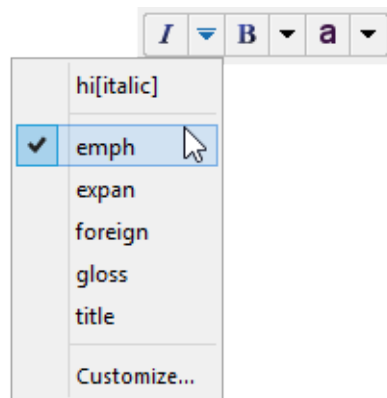 I B a
hi[italic]
emph
expan
foreign
gloss
title
Customize...